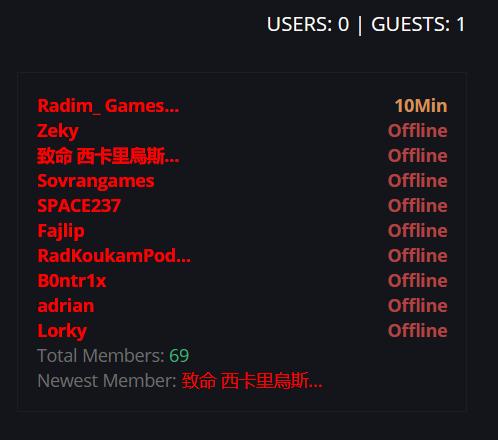 USERS: 0 | GUESTS: 1
Radim_ Games... 10Min
Zeky Offline
致命 西卡里烏斯... Offline
Sovrangames Offline
SPACE237 Offline
Fajlip Offline
RadKoukamPod... Offline
B0ntr1x Offline
adrian Offline
Lorky Offline
Total Members: 69
Newest Member: 致命 西卡里烏斯...